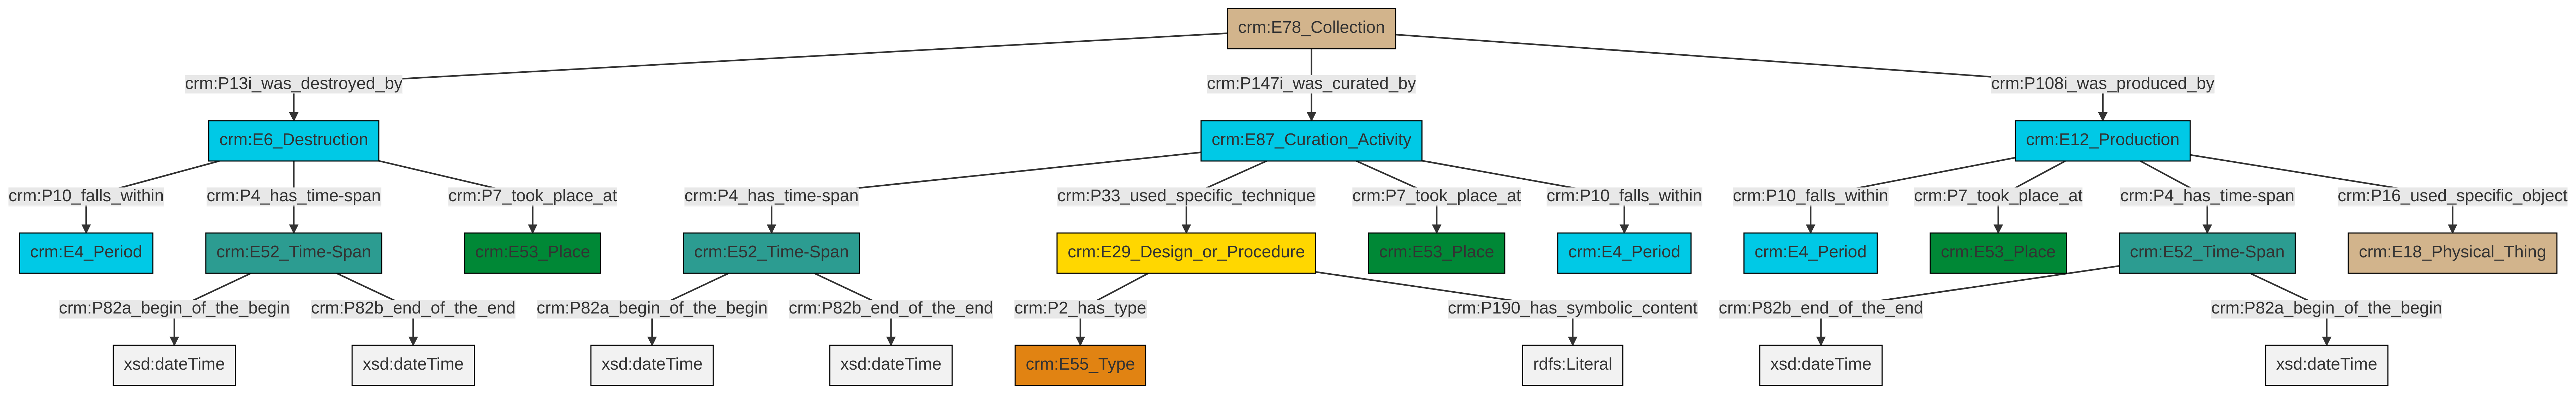 crm:E78_Collection
crm:P13i_was_destroyed_by
crm:P147i_was_curated_by
crm:P108i_was_produced_by
crm:E6_Destruction
crm:E87_Curation_Activity
crm:E12_Production
crm:P10_falls_within
crm:P4_has_time-span
crm:P7_took_place_at
crm:P4_has_time-span
crm:P33_used_specific_technique
crm:P7_took_place_at
crm:P10_falls_within
crm:P10_falls_within
crm:P7_took_place_at
crm:P4_has_time-span
crm:P16_used_specific_object
crm:E4_Period
crm:E52_Time-Span
crm:E53_Place
crm:E52_Time-Span
crm:E29_Design_or_Procedure
crm:E53_Place
crm:E4_Period
crm:E4_Period
crm:E53_Place
crm:E52_Time-Span
crm:E18_Physical_Thing
crm:P82a_begin_of_the_begin
crm:P82b_end_of_the_end
crm:P82a_begin_of_the_begin
crm:P82b_end_of_the_end
crm:P2_has_type
crm:P190_has_symbolic_content
crm:P82b_end_of_the_end
crm:P82a_begin_of_the_begin
xsd:dateTime
xsd:dateTime
xsd:dateTime
xsd:dateTime
crm:E55_Type
rdfs:Literal
xsd:dateTime
xsd:dateTime